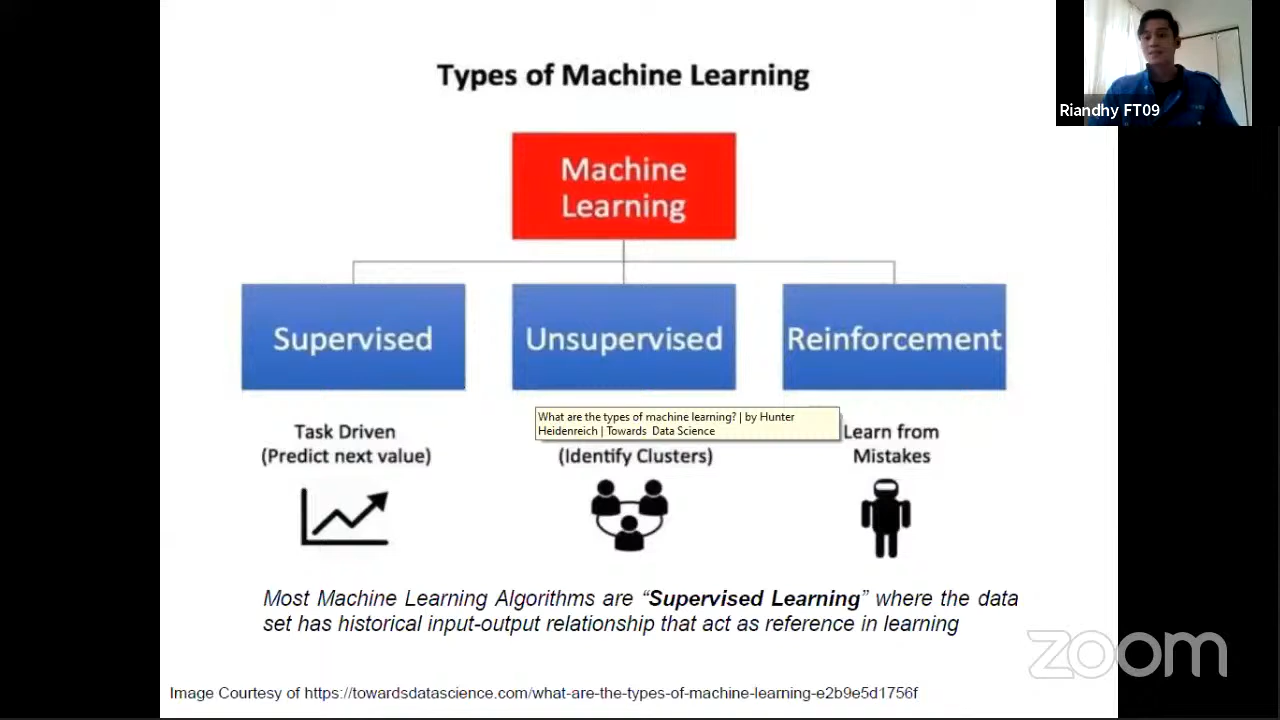 Types of Machine Learning
Riandhy FT09
Machine
Learning
Supervised
Unsupervised
Reinforcement
What are the types of machine learning? | by Hunter
Heidenreich | Towards Data Science
Task Driven
(Predict next value)
(Identify Clusters)
Learn from
Mistakes
Most Machine Learning Algorithms are “Supervised Learning” where the data
set has historical input-output relationship that act as reference in learning
zoom
Image Courtesy of https://towardsdatascience.com/what-are-the-types-of-machine-learning-e2b9e5d1756f